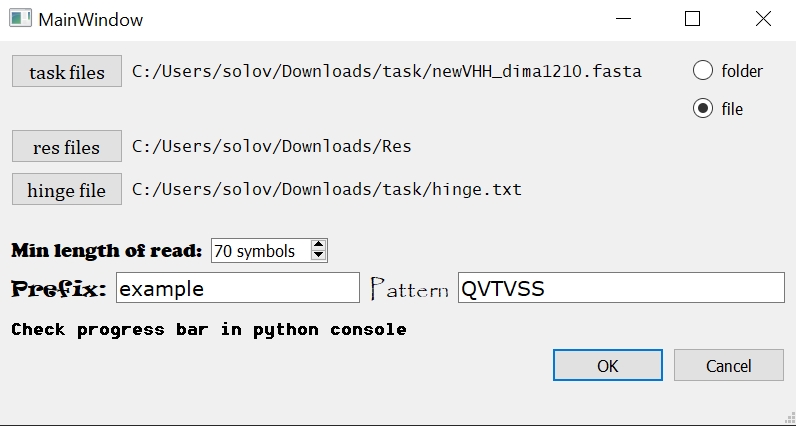 MainWindow
task files C:/Users/solov/Downloads/task/newVHH_dima1210.fasta folder
file
res files C:/Users/solov/Downloads/Res
hinge file C:/Users/solov/Downloads/task/hinge.txt
Min length of read: 70 symbols
Prefix: example Pattern QVTVSS
Check progress bar in python console
OK Cancel